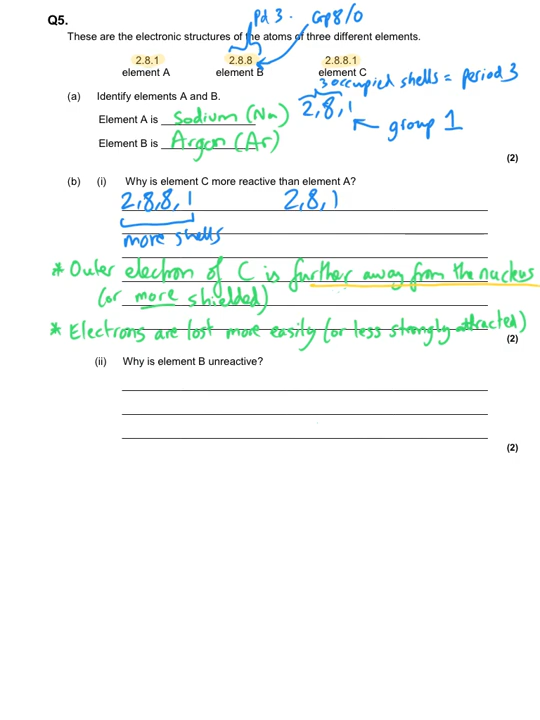 Pd 3. Grp 8/0
Q5.
These are the electronic structures of the atoms of three different elements.
2.8.1 2.8.8 2.8.8.1
element A element B element C
3 occupied shells = period 3
(a) Identify elements A and B.
2,8,1
Element A is Sodium (Na)
group 1
Element B is Argon (Ar)
(2)
(b) (i) Why is element C more reactive than element A?
2,8,8,1 2,8,1
more shells
* Outer electron of C is further away from the nucleus
(or more shielded)
* Electrons are lost more easily (or less strongly attracted)
(2)
(ii) Why is element B unreactive?
(2)